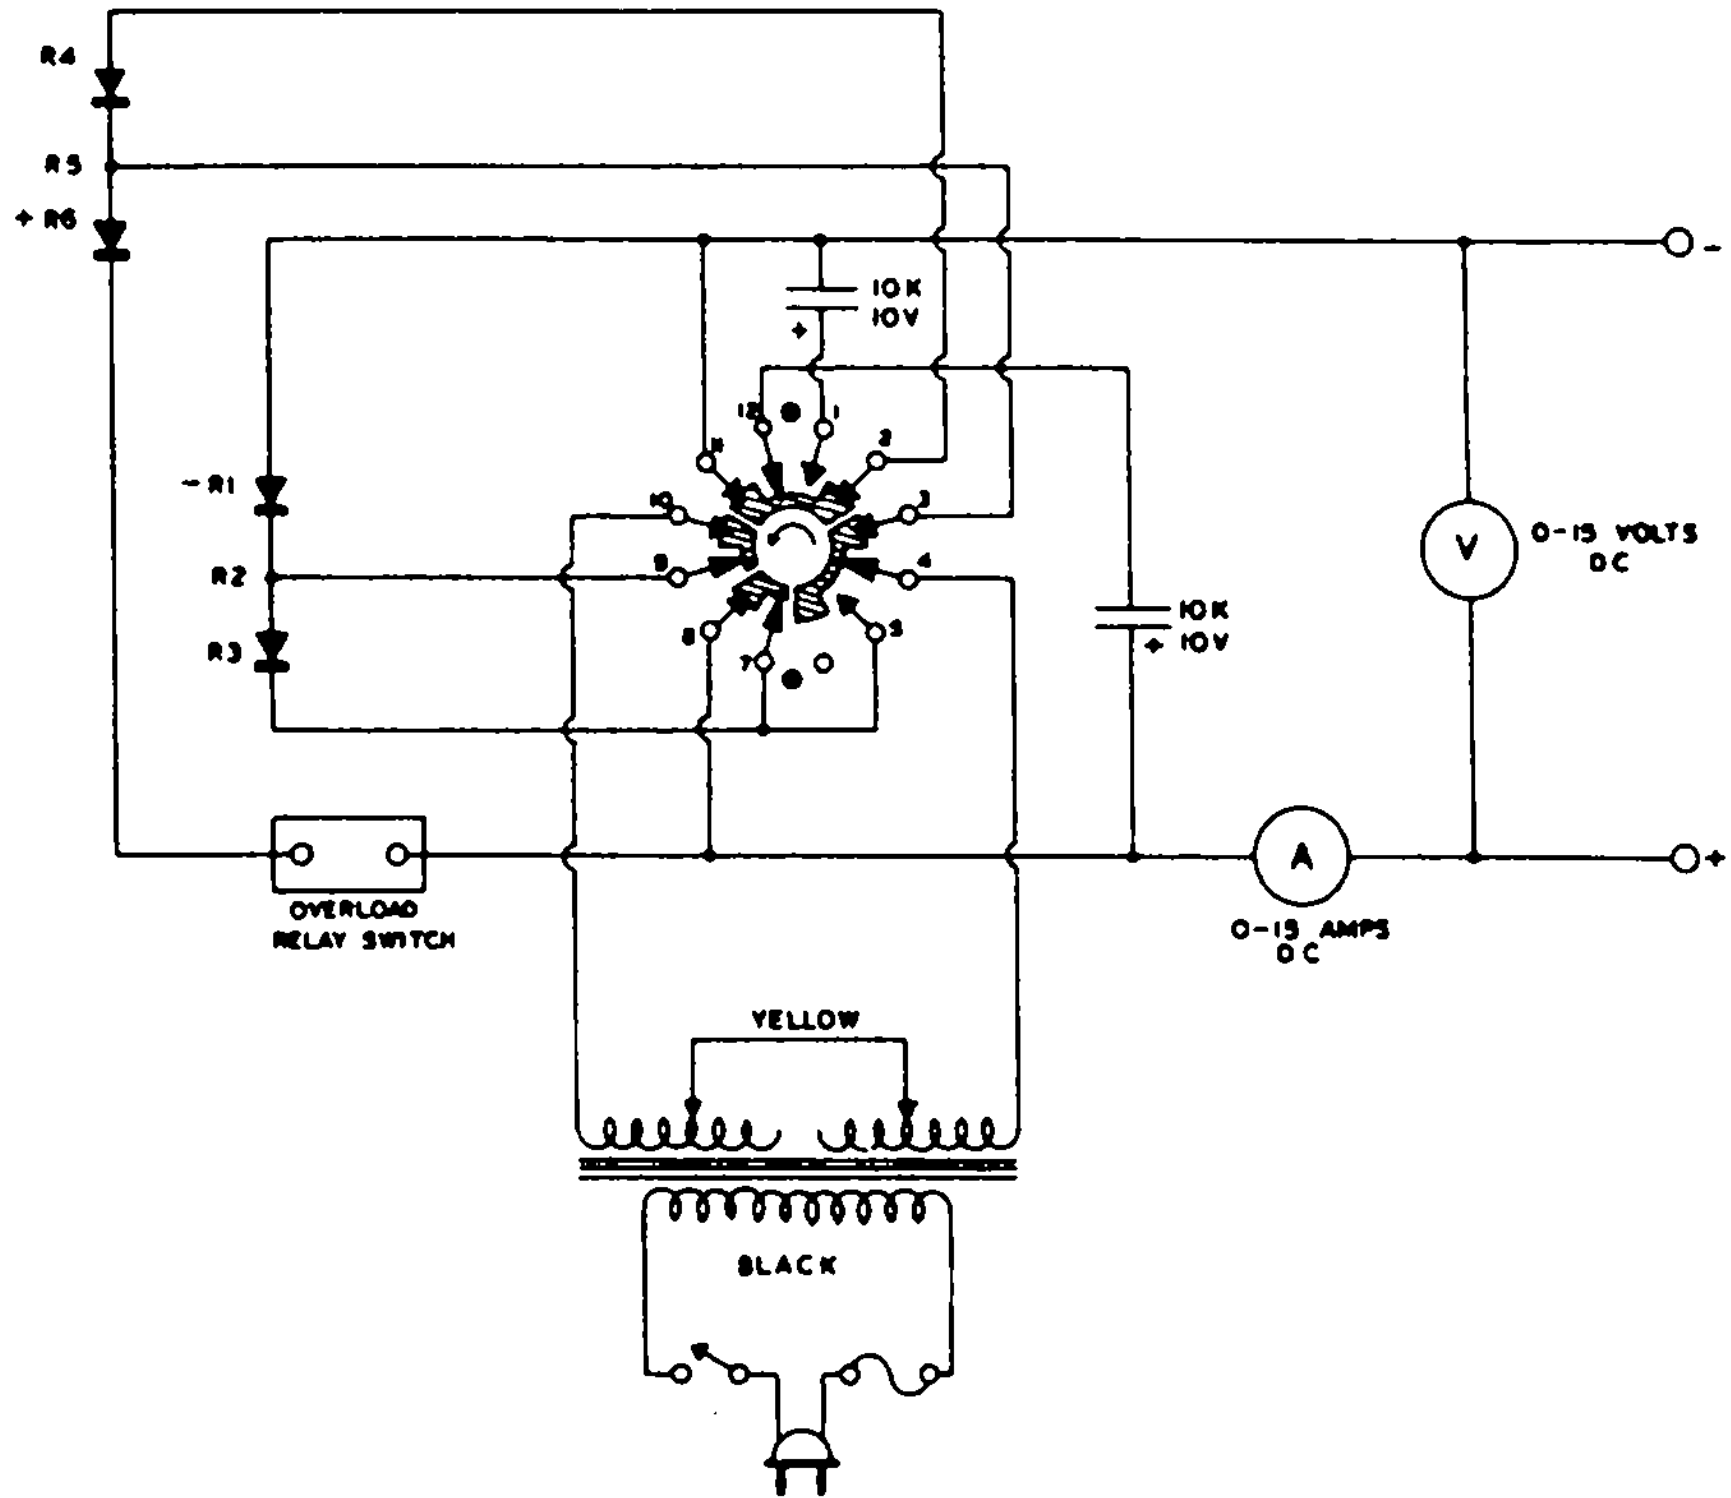 R4
R5
+ R6
-
10K
10V
+
12
1
11
2
- R1
10
3
V
0-15 VOLTS
DC
R2
9
4
10K
+ 10V
R3
8
5
7
A
+
OVERLOAD
RELAY SWITCH
0-15 AMPS
DC
YELLOW
BLACK